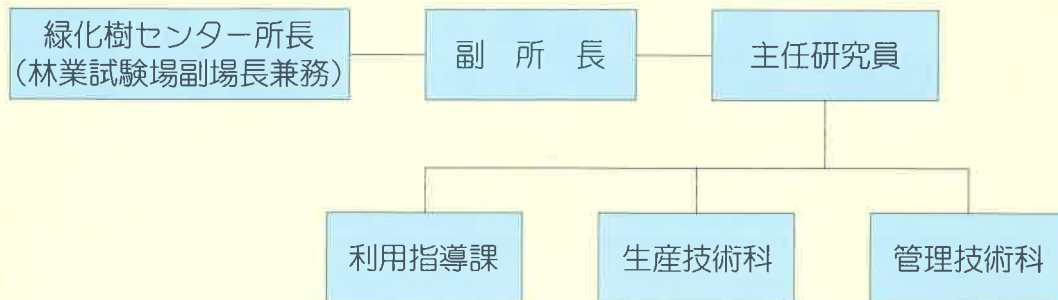 緑化樹センター所長
(林業試験場副場長兼務)
副所長
主任研究員
利用指導課
生産技術科
管理技術科